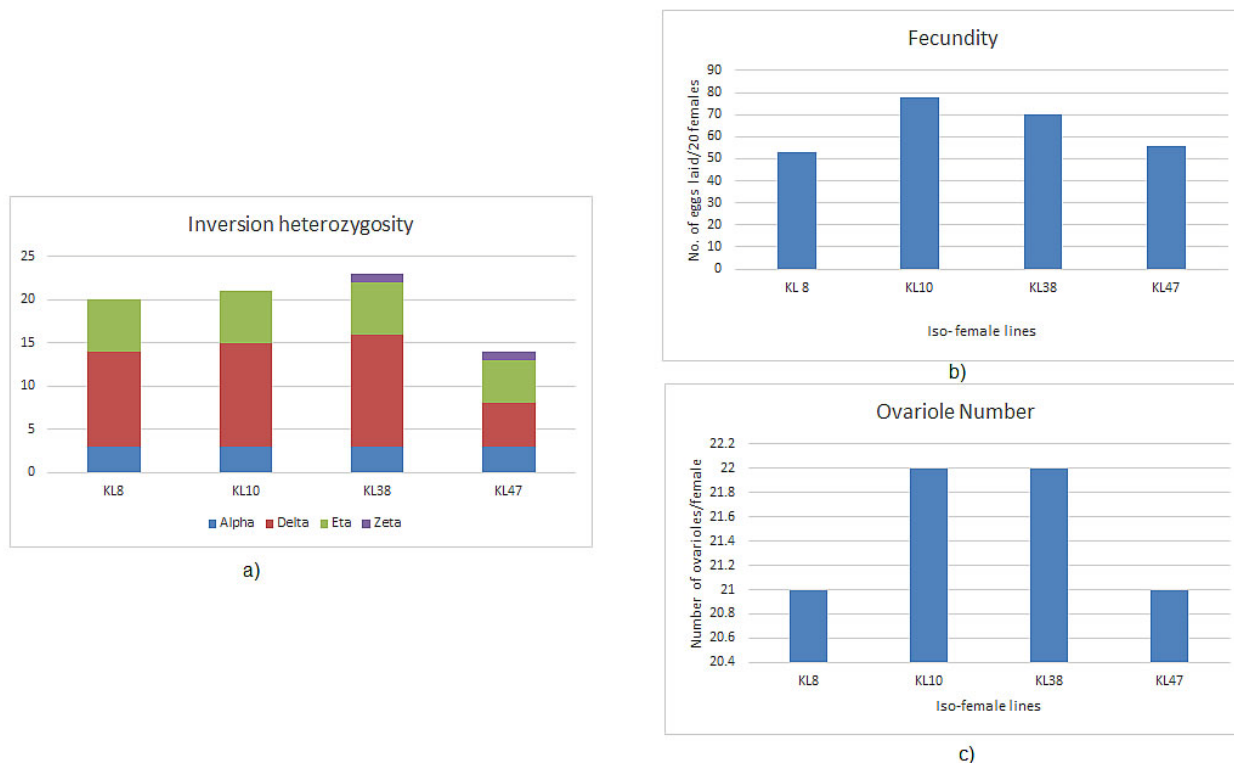 Inversion heterozygosity
25
20
15
10
5
0
KL8 KL10 KL38 KL47
Alpha Delta Eta Zeta
a)
Fecundity
No. of eggs laid/20 females
90
80
70
60
50
40
30
20
10
0
KL 8 KL10 KL38 KL47
Iso-female lines
b)
Ovariole Number
Number of ovarioles/female
22.2
22
21.8
21.6
21.4
21.2
21
20.8
20.6
20.4
KL8 KL10 KL38 KL47
Iso-female lines
c)